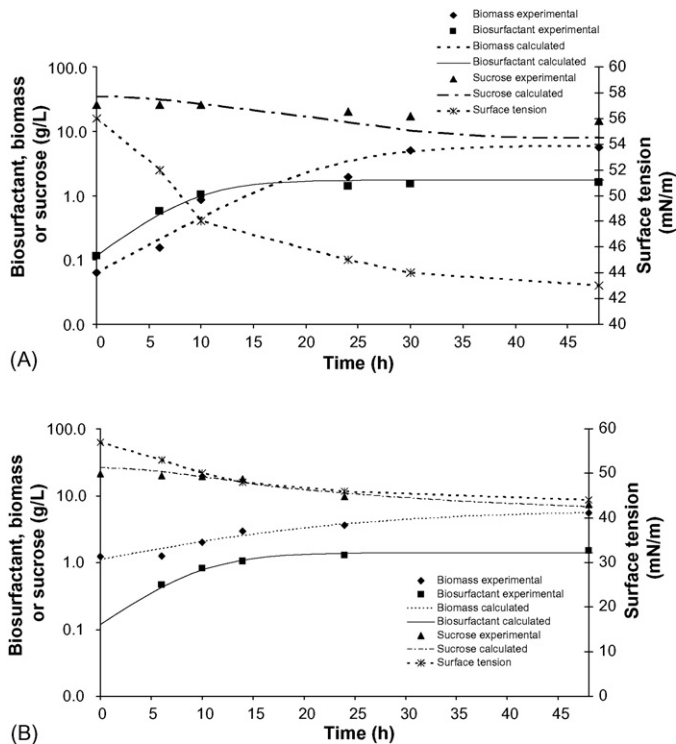 Biomass experimental
Biosurfactant experimental
Biomass calculated
Biosurfactant calculated
Sucrose experimental
Sucrose calculated
Surface tension
Biosurfactant, biomass
or sucrose (g/L)
100.0
10.0
1.0
0.1
0.0
60
58
56
54
52
50
48
46
44
42
40
Surface tension
(mN/m)
0 5 10 15 20 25 30 35 40 45
Time (h)
(A)
Biosurfactant, biomass
or sucrose (g/L)
100.0
10.0
1.0
0.1
0.0
60
50
40
30
20
10
0
Surface tension
(mN/m)
Biomass experimental
Biosurfactant experimental
Biomass calculated
Biosurfactant calculated
Sucrose experimental
Sucrose calculated
Surface tension
0 5 10 15 20 25 30 35 40 45
Time (h)
(B)